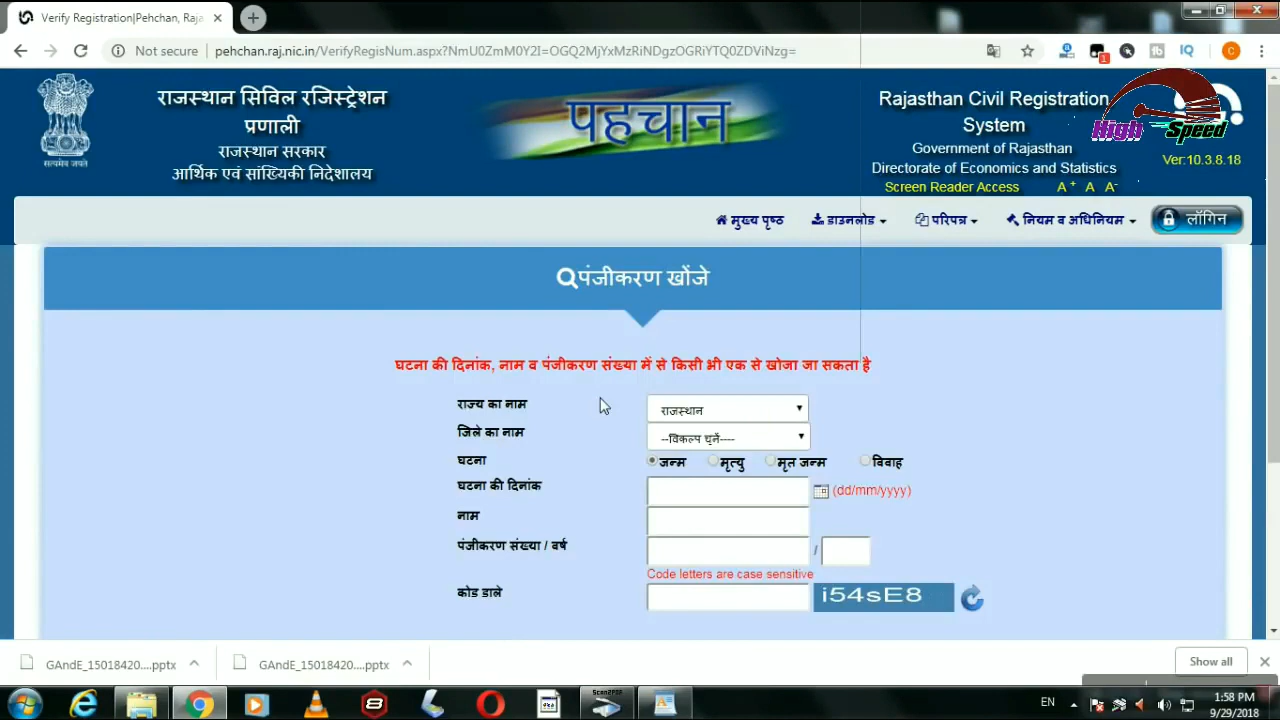 Verify Registration|Pehchan, Raja
Not secure
pehchan.raj.nic.in/VerifyRegisNum.aspx?NmU0ZmM0Y2I=OGQ2MjYxMzRiNDgzOGRiYTQ0ZDViNzg=
1
IQ
C
राजस्थान सिविल रजिस्ट्रेशन
प्रणाली
राजस्थान सरकार
आर्थिक एवं सांख्यिकी निदेशालय
सत्यमेव जयते
पहचान
Rajasthan Civil Registration
System
Government of Rajasthan
Directorate of Economics and Statistics
Screen Reader Access A+ A A-
High Speed
Ver:10.3.8.18
मुख्य पृष्ठ डाउनलोड परिपत्र नियम व अधिनियम लॉगिन
पंजीकरण खोंजे
घटना की दिनांक, नाम व पंजीकरण संख्या में से किसी भी एक से खोजा जा सकता है
राज्य का नाम राजस्थान
जिले का नाम --विकल्प चुनें----
घटना जन्म मृत्यु मृत जन्म विवाह
घटना की दिनांक (dd/mm/yyyy)
नाम
पंजीकरण संख्या / वर्ष /
Code letters are case sensitive
कोड डाले i54sE8
GAndE_15018420....pptx GAndE_15018420....pptx Show all
Scan2PDF
EN
1:58 PM
9/29/2018